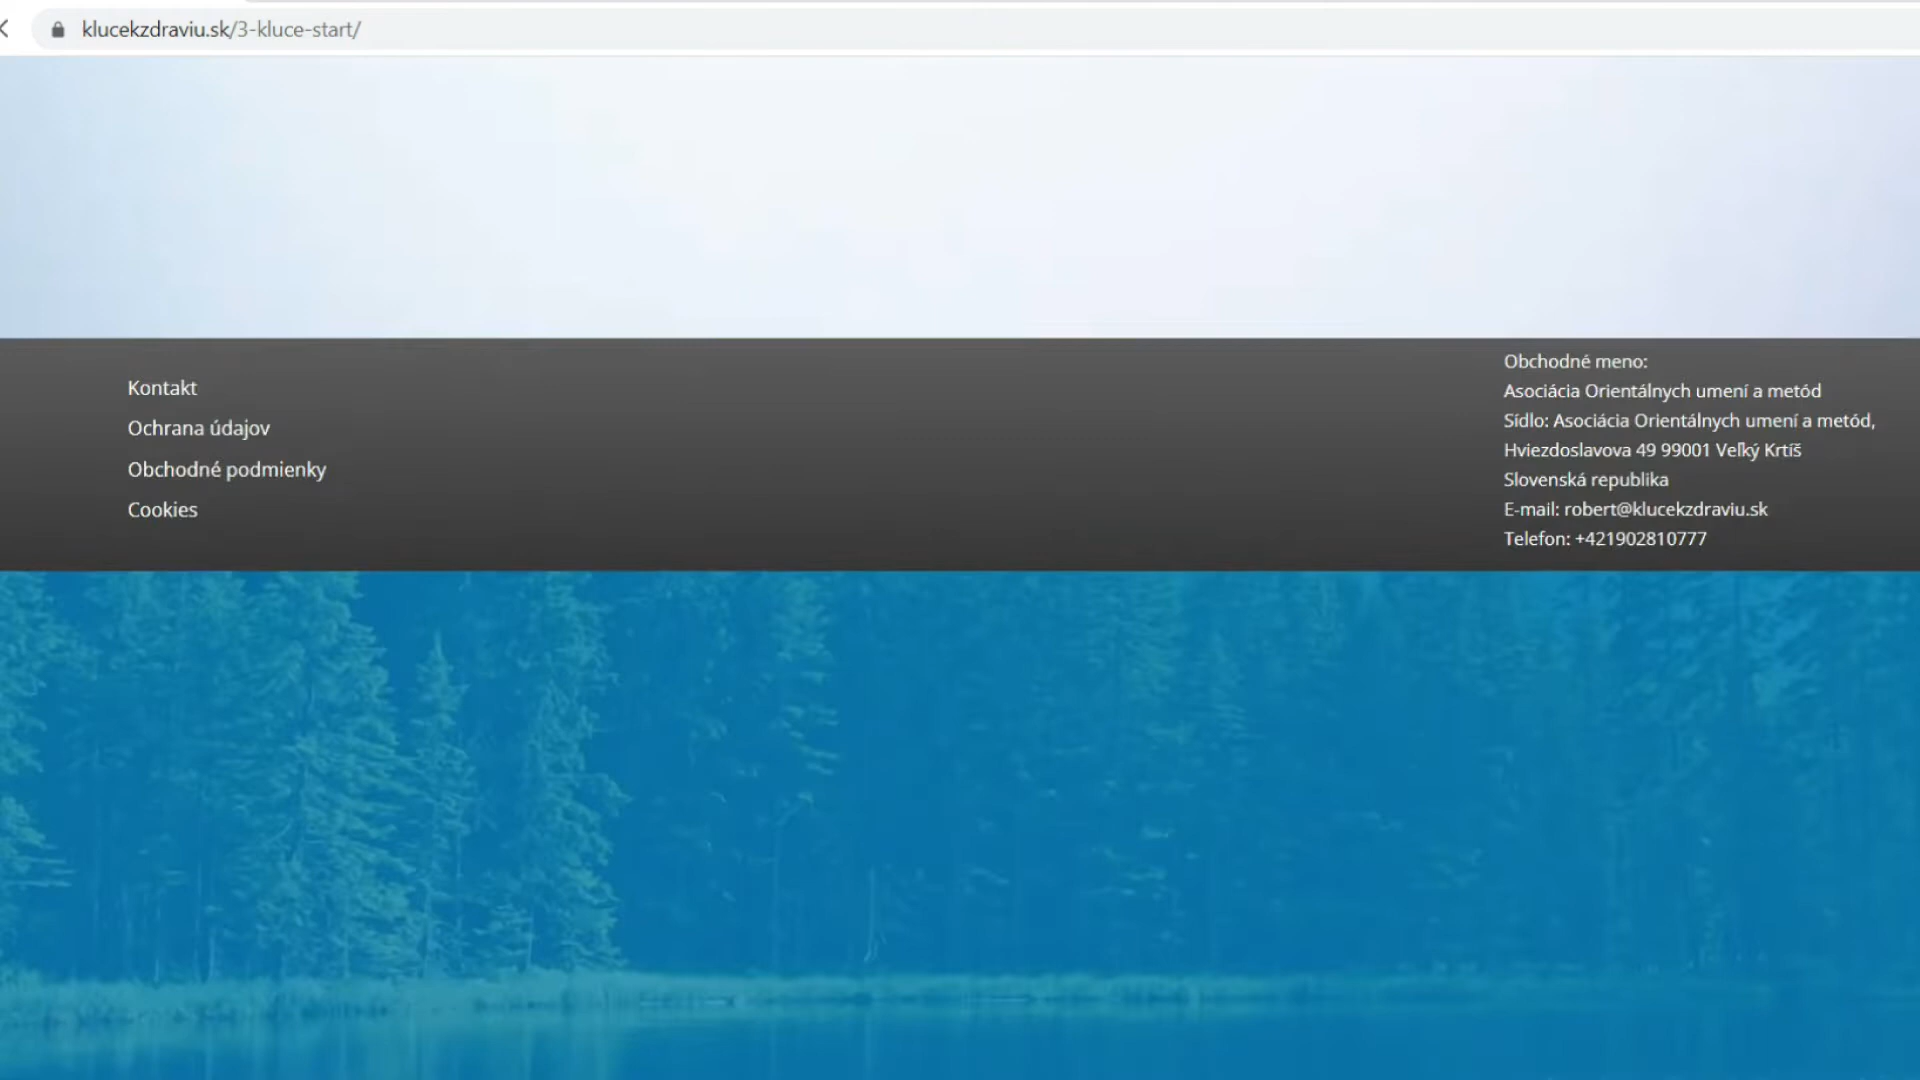 klucekzdraviu.sk/3-kluce-start/
Kontakt
Ochrana údajov
Obchodné podmienky
Cookies
Obchodné meno:
Asociácia Orientálnych umení a metód
Sídlo: Asociácia Orientálnych umení a metód,
Hviezdoslavova 49 99001 Veľký Krtíš
Slovenská republika
E-mail: robert@klucekzdraviu.sk
Telefon: +421902810777